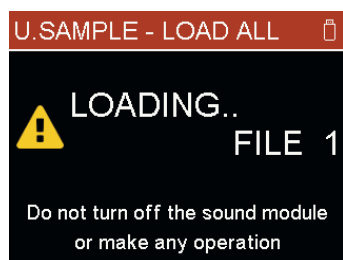 U.SAMPLE - LOAD ALL
LOADING..
FILE 1
Do not turn off the sound module
or make any operation